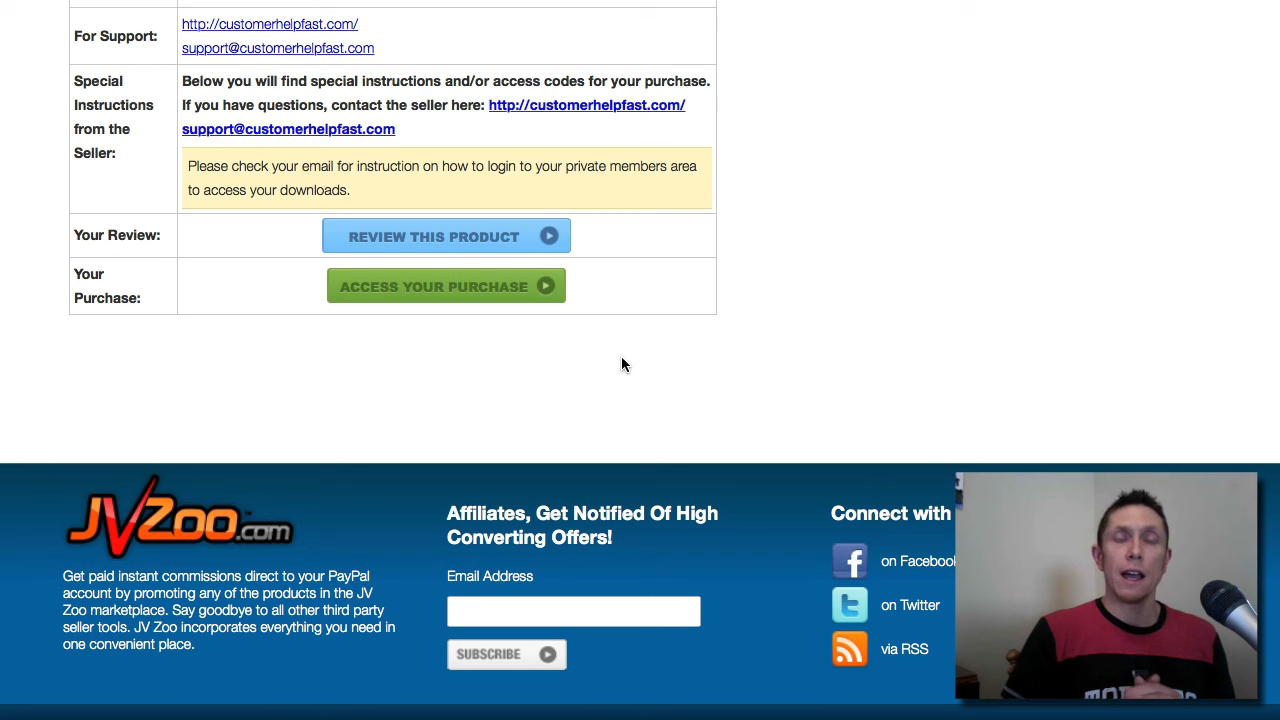 For Support:
http://customerhelpfast.com/
support@customerhelpfast.com
Special
Instructions
from the
Seller:
Below you will find special instructions and/or access codes for your purchase.
If you have questions, contact the seller here: http://customerhelpfast.com/
support@customerhelpfast.com
Please check your email for instruction on how to login to your private members area
to access your downloads.
Your Review:
REVIEW THIS PRODUCT
Your
Purchase:
ACCESS YOUR PURCHASE
JVZoo.com
Get paid instant commissions direct to your PayPal
account by promoting any of the products in the JV
Zoo marketplace. Say goodbye to all other third party
seller tools. JV Zoo incorporates everything you need in
one convenient place.
Affiliates, Get Notified Of High
Converting Offers!
Email Address
SUBSCRIBE
Connect with
on Facebook
on Twitter
via RSS